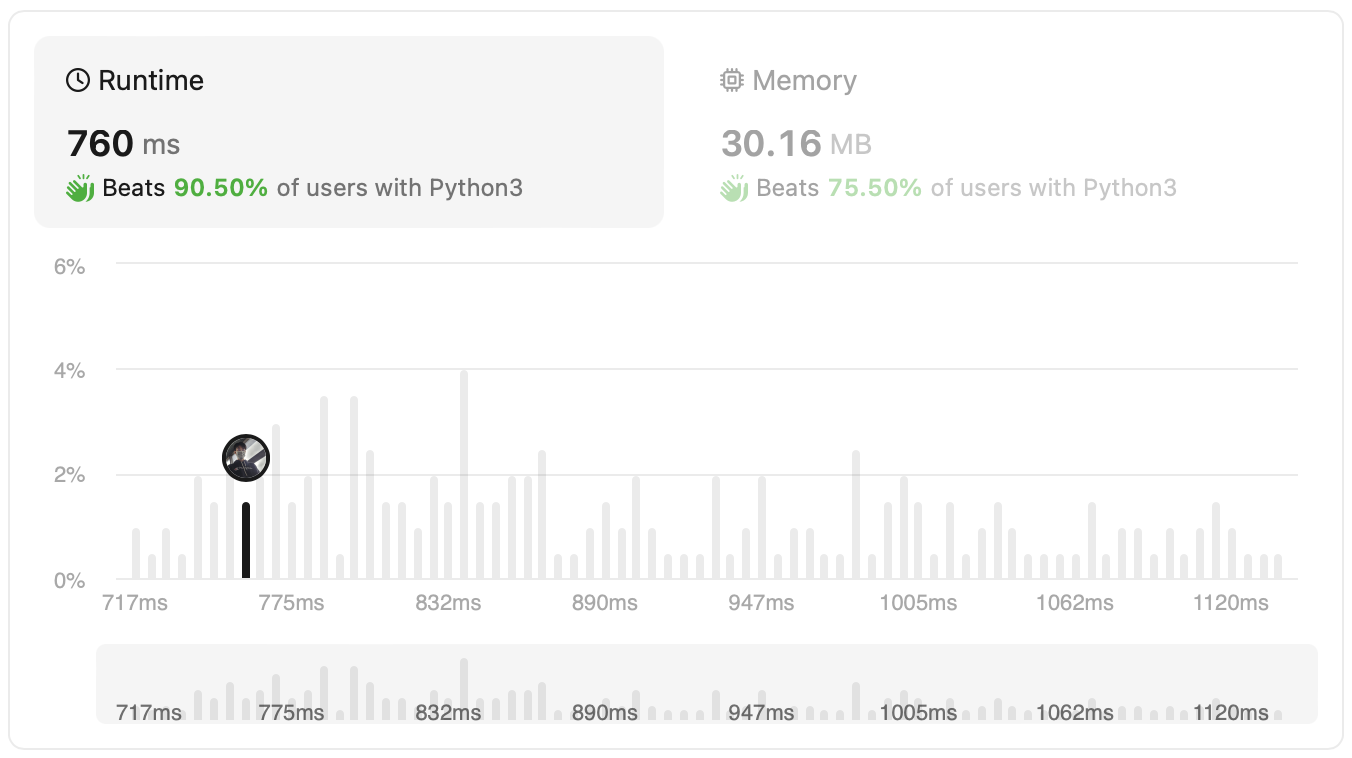 Runtime
760 ms
Beats 90.50% of users with Python3
Memory
30.16 MB
Beats 75.50% of users with Python3
6%
4%
2%
0%
717ms 775ms 832ms 890ms 947ms 1005ms 1062ms 1120ms
717ms 775ms 832ms 890ms 947ms 1005ms 1062ms 1120ms